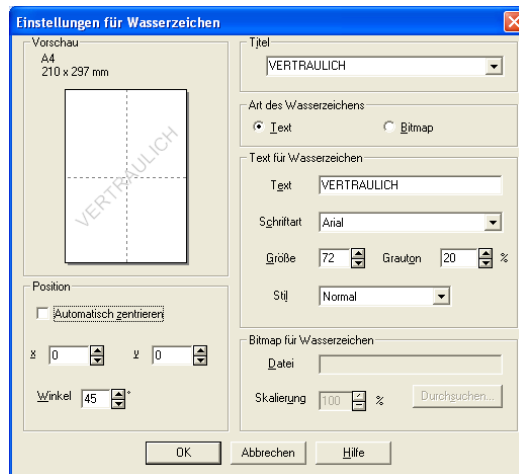 Einstellungen für Wasserzeichen
Vorschau
A4
210 x 297 mm
VERTRAULICH
Position
Automatisch zentrieren
x 0 y 0
Winkel 45 °
Titel
VERTRAULICH
Art des Wasserzeichens
Text Bitmap
Text für Wasserzeichen
Text VERTRAULICH
Schriftart Arial
Größe 72 Grauton 20 %
Stil Normal
Bitmap für Wasserzeichen
Datei
Skalierung 100 % Durchsuchen...
OK Abbrechen Hilfe